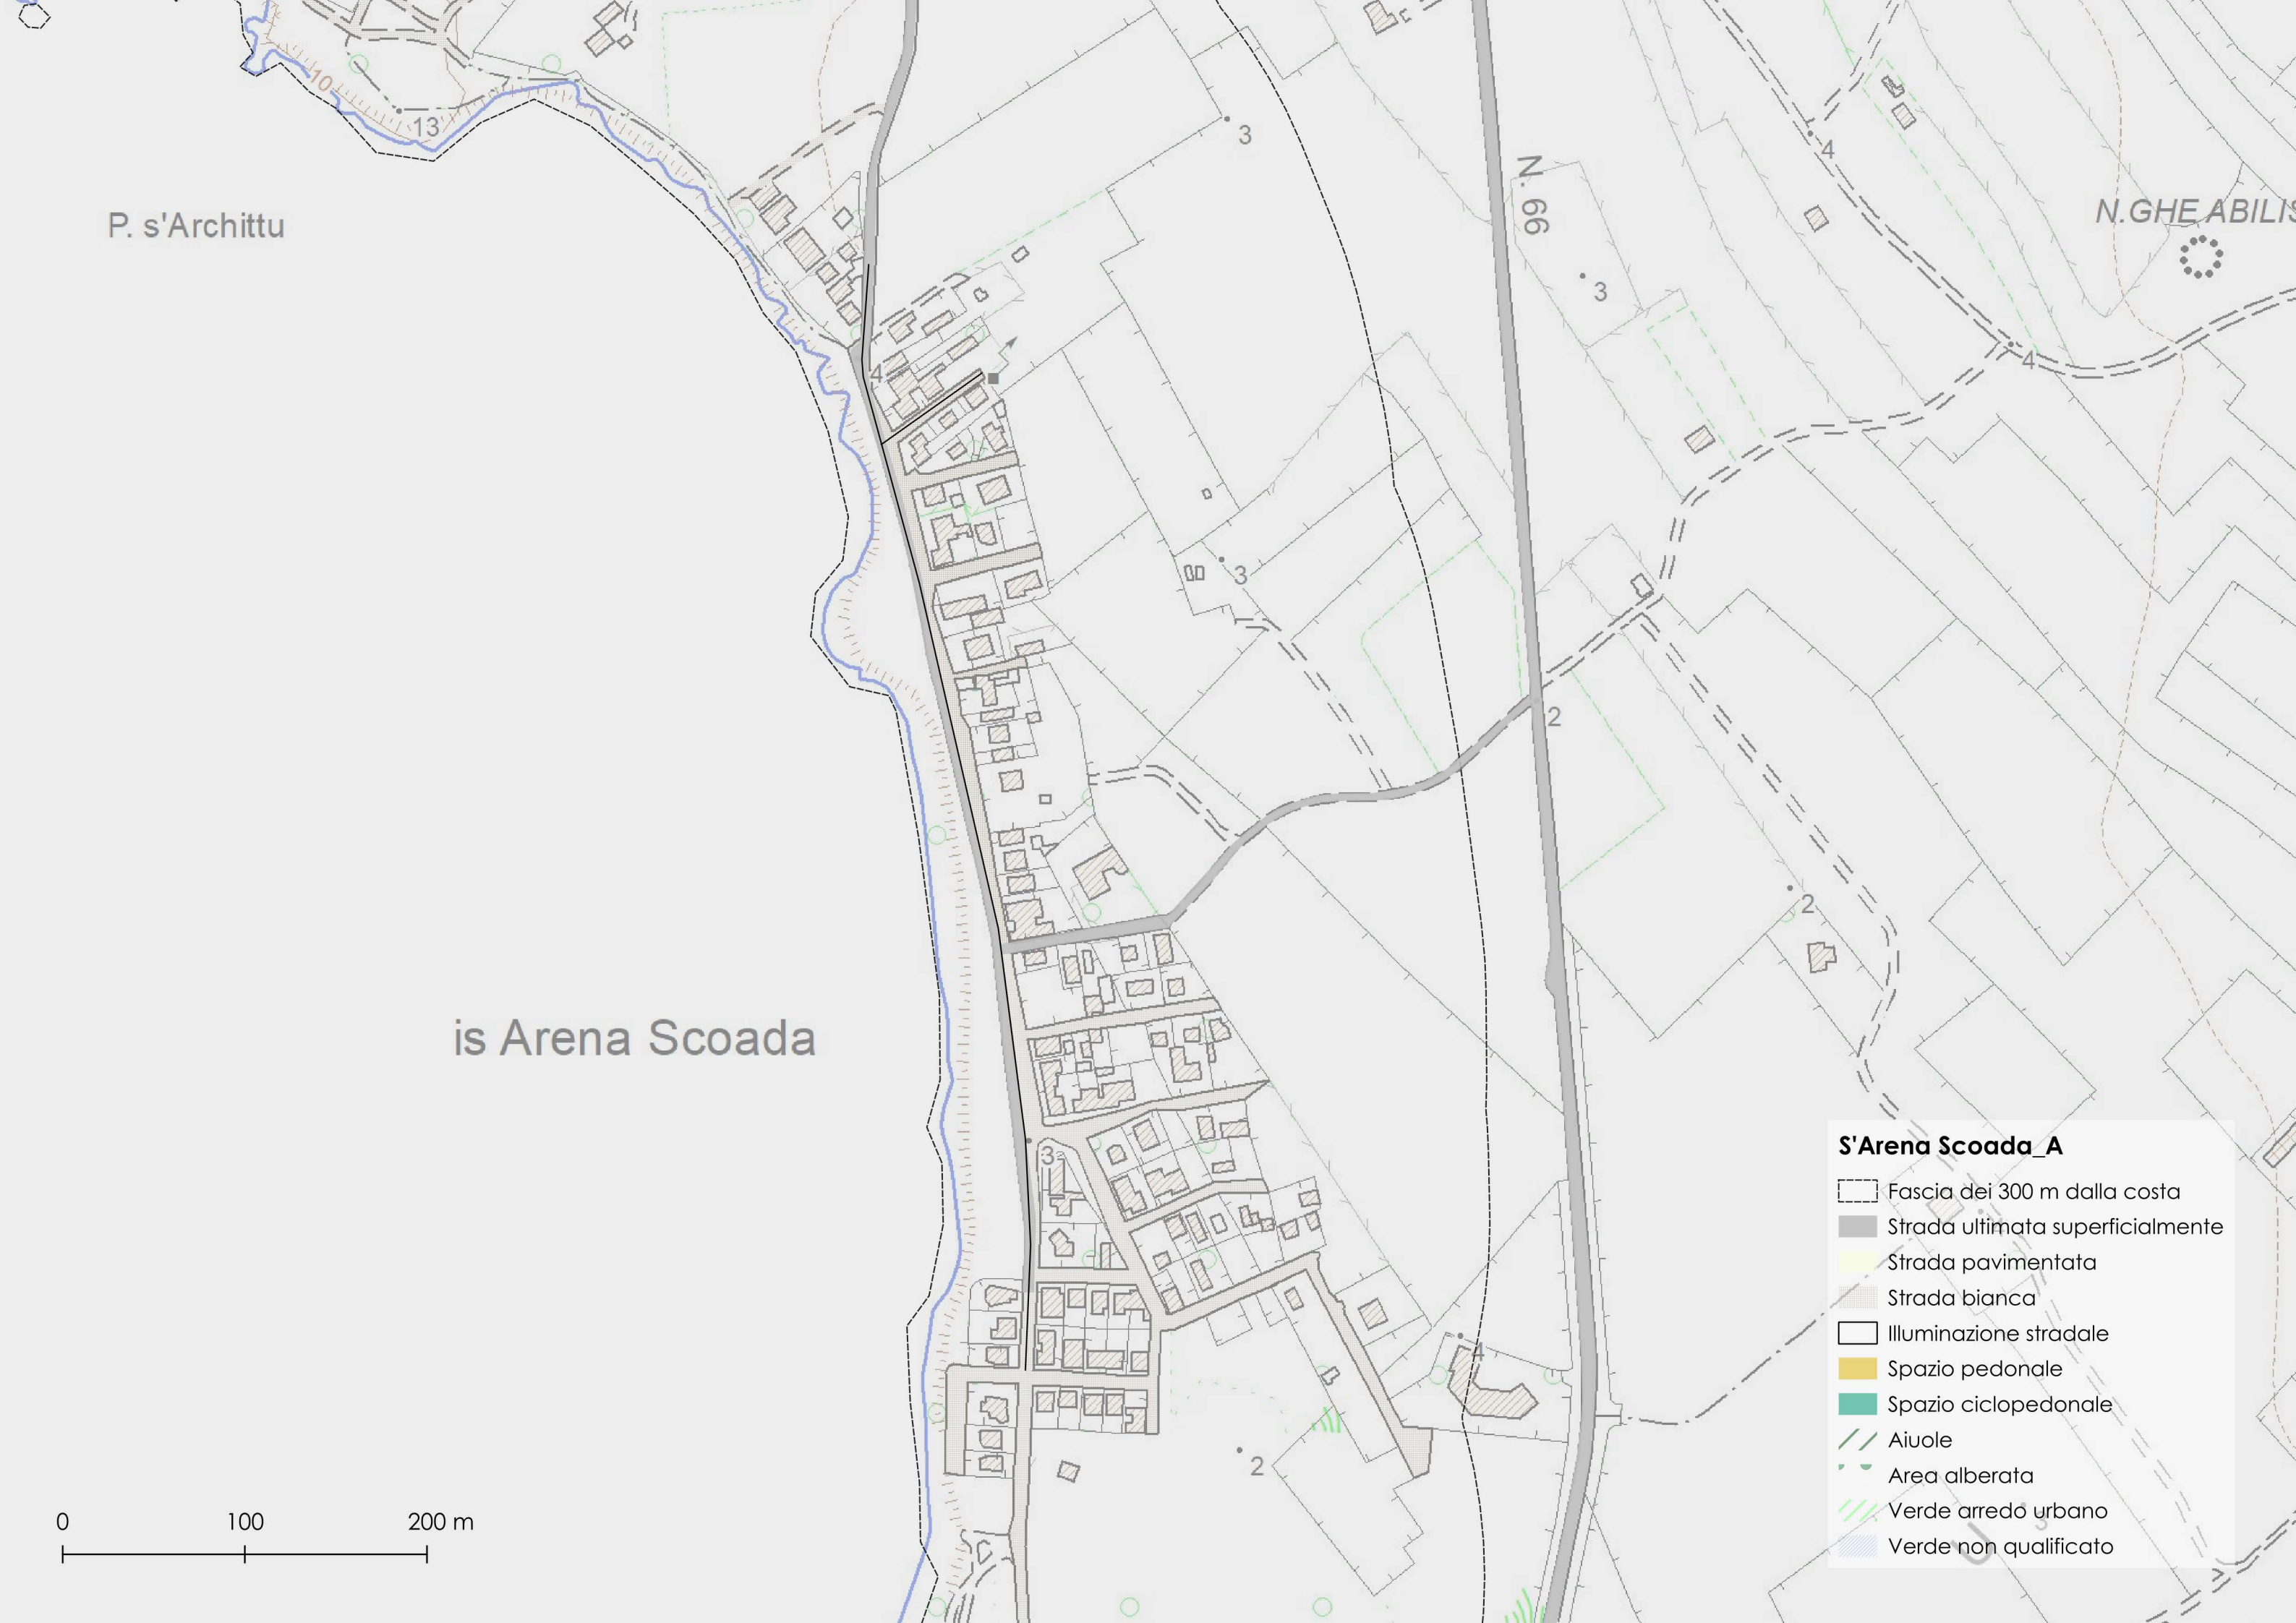 10
13
3
4
P. s'Archittu
N. 66
N.GHE ABILIS
3
4
4
3
2
2
is Arena Scoada
3
4
2
0 100 200 m
S'Arena Scoada_A
Fascia dei 300 m dalla costa
Strada ultimata superficialmente
Strada pavimentata
Strada bianca
Illuminazione stradale
Spazio pedonale
Spazio ciclopedonale
Aiuole
Area alberata
Verde arredo urbano
Verde non qualificato
3
U